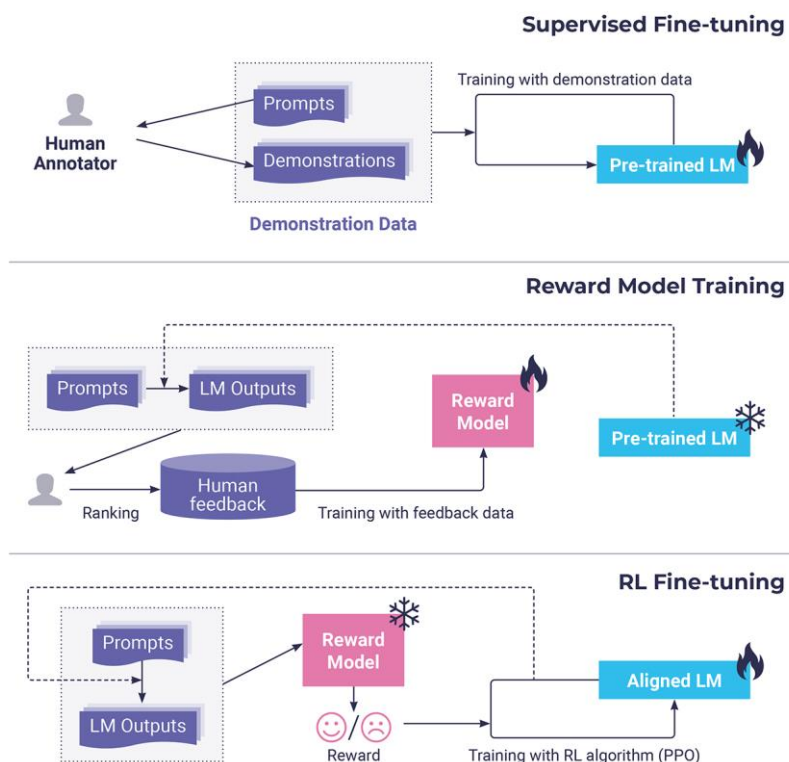 Supervised Fine-tuning
Training with demonstration data
Prompts
Human
Annotator
Demonstrations
Pre-trained LM
Demonstration Data
Reward Model Training
Prompts
LM Outputs
Reward
Model
Pre-trained LM
Human
feedback
Ranking
Training with feedback data
RL Fine-tuning
Prompts
Reward
Model
Aligned LM
LM Outputs
/
Reward
Training with RL algorithm (PPO)